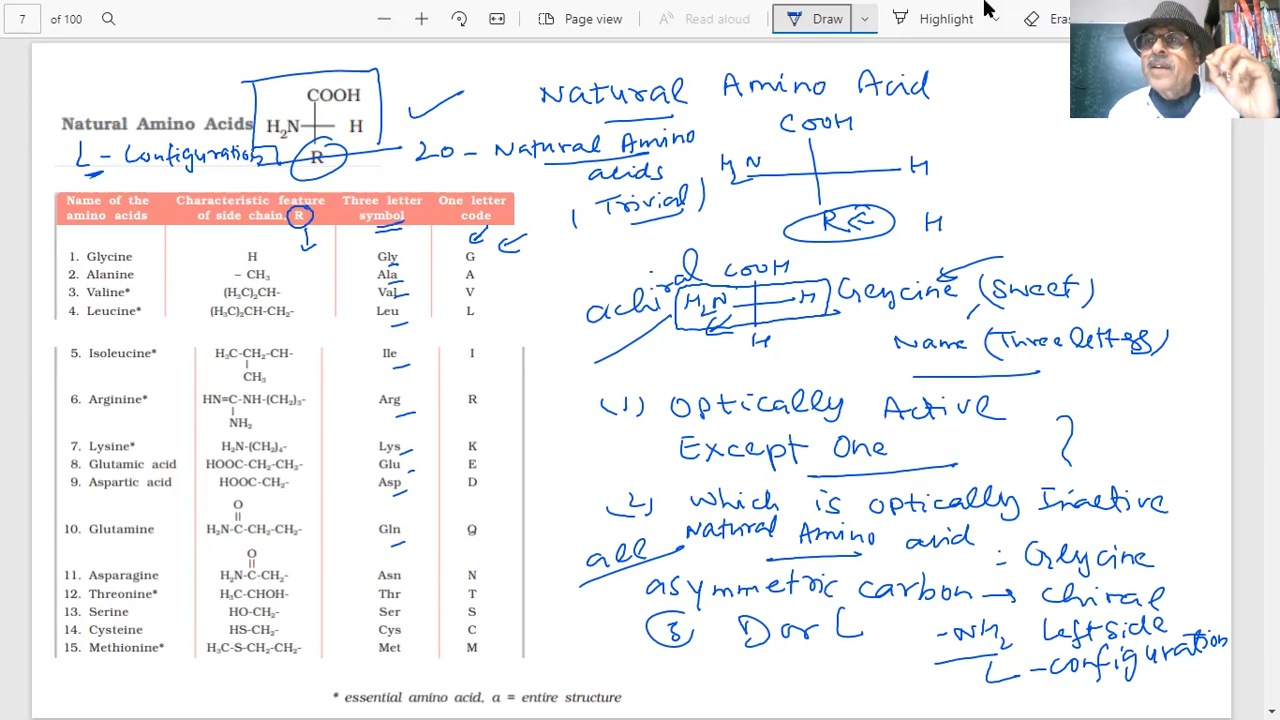 7 of 100 Page view Read aloud Draw Highlight
Natural Amino Acids
COOH
H₂N H
R
L - Configuration
20 - Natural Amino
acids
( Trivial )
Natural Amino Acid
COOH
H₂N H
R H
Name of the amino acids | Characteristic feature of side chain, R | Three letter symbol | One letter code
1. Glycine H Gly G
2. Alanine – CH₃ Ala A
3. Valine* (H₃C)₂CH- Val V
4. Leucine* (H₃C)₂CH-CH₂- Leu L
5. Isoleucine* H₃C-CH₂-CH- Ile I
CH₃
6. Arginine* HN=C-NH-(CH₂)₃- Arg R
NH₂
7. Lysine* H₂N-(CH₂)₄- Lys K
8. Glutamic acid HOOC-CH₂-CH₂- Glu E
9. Aspartic acid HOOC-CH₂- Asp D
O
10. Glutamine H₂N-C-CH₂-CH₂- Gln Q
O
11. Asparagine H₂N-C-CH₂- Asn N
12. Threonine* H₃C-CHOH- Thr T
13. Serine HO-CH₂- Ser S
14. Cysteine HS-CH₂- Cys C
15. Methionine* H₃C-S-CH₂-CH₂- Met M
* essential amino acid, a = entire structure
COOH
achiral H₂N H Glycine (Sweet)
H
Name (Three letters)
(1) Optically Active
Except One
(2) which is optically Inactive
all Natural Amino acid
= Glycine
asymmetric carbon → chiral
(3) D or L -NH₂ left side
L - configuration